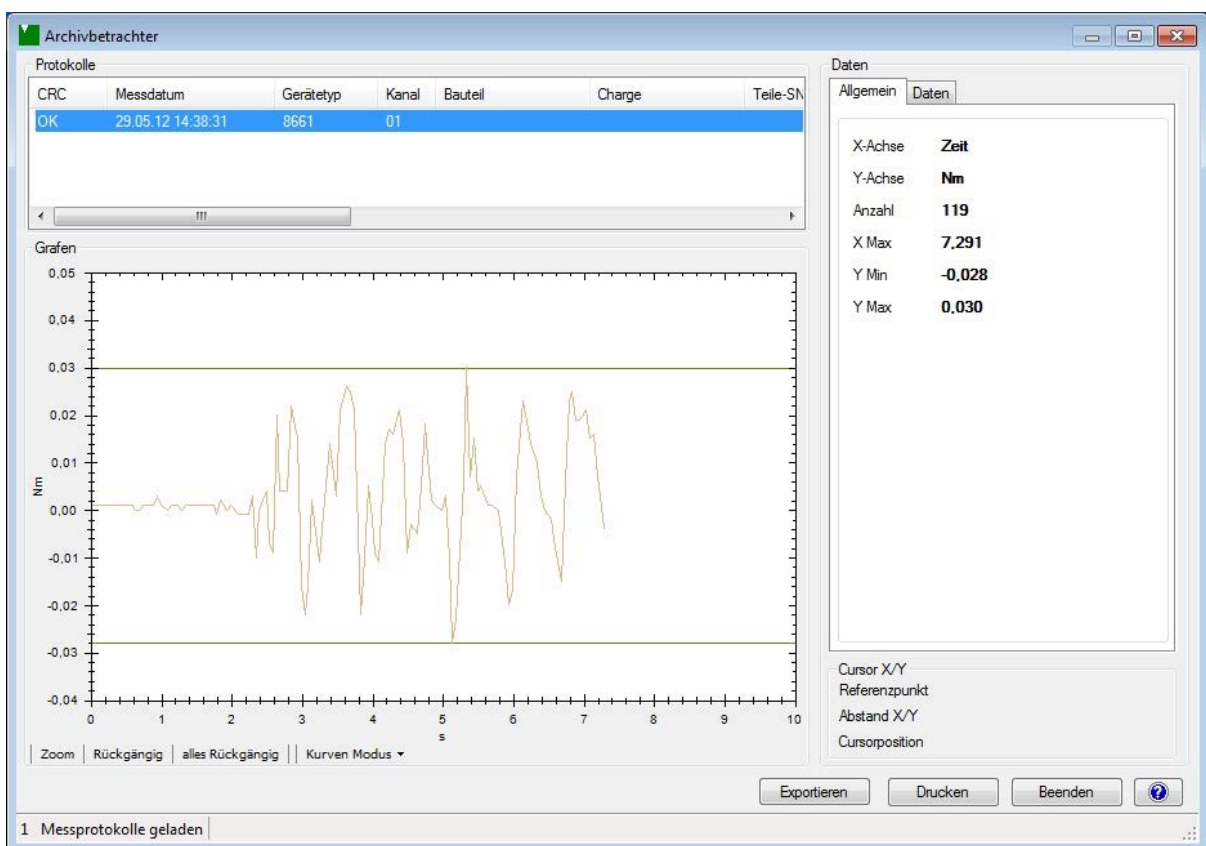 Archivbetrachter
Protokolle
CRC Messdatum Gerätetyp Kanal Bauteil Charge Teile-SN
OK 29.05.12 14:38:31 8661 01
Grafen
0,05
0,04
0,03
0,02
0,01
0,00
-0,01
-0,02
-0,03
-0,04
Nm
0 1 2 3 4 5 6 7 8 9 10
s
Zoom Rückgängig alles Rückgängig Kurven Modus
Daten
Allgemein Daten
X-Achse Zeit
Y-Achse Nm
Anzahl 119
X Max 7,291
Y Min -0,028
Y Max 0,030
Cursor X/Y
Referenzpunkt
Abstand X/Y
Cursorposition
Exportieren Drucken Beenden ?
1 Messprotokolle geladen